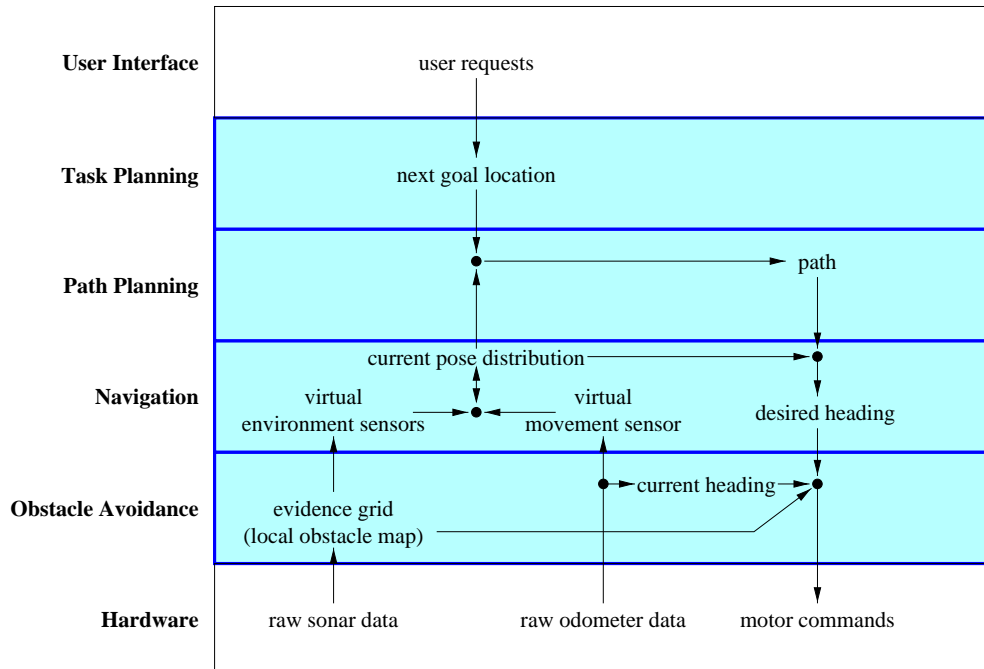 User Interface
user requests
Task Planning
next goal location
Path Planning
path
current pose distribution
Navigation
virtual
environment sensors
virtual
movement sensor
desired heading
Obstacle Avoidance
evidence grid
(local obstacle map)
current heading
Hardware
raw sonar data
raw odometer data
motor commands